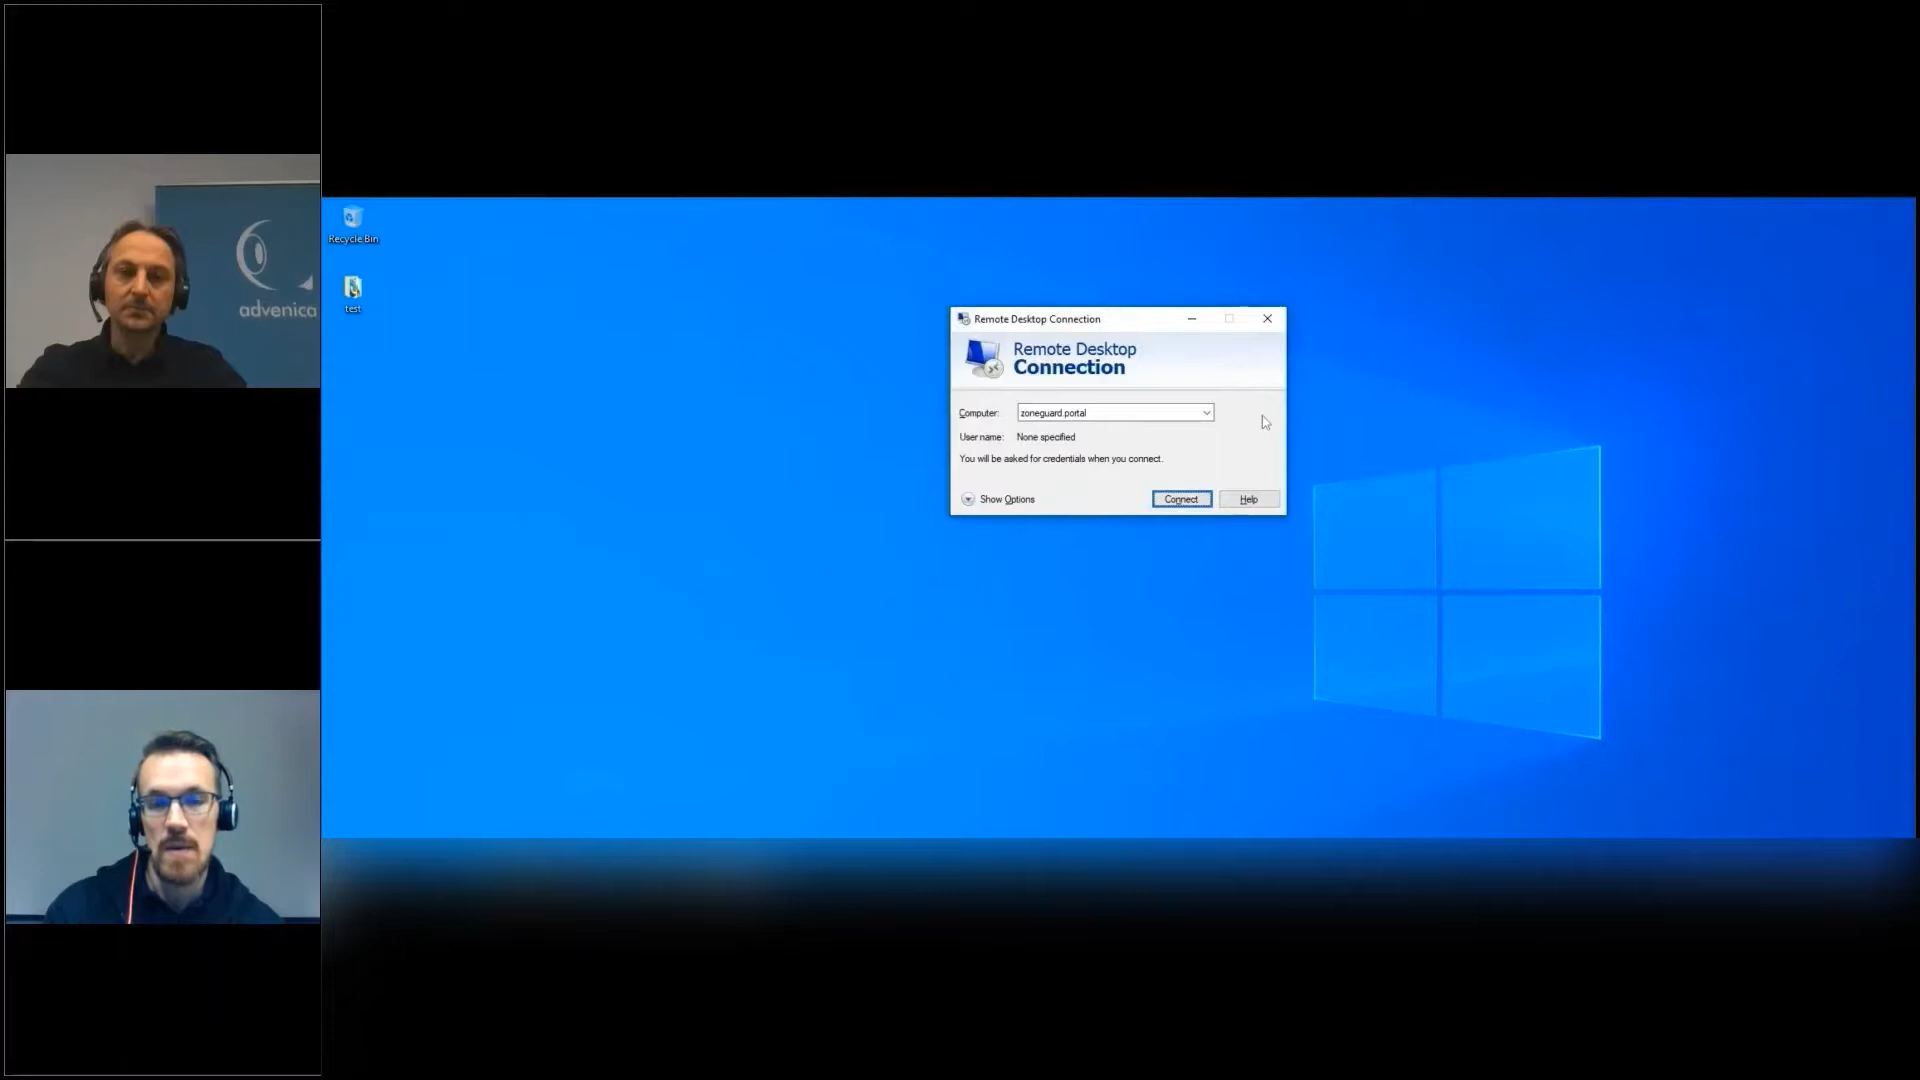 advenica
Recycle Bin
test
Remote Desktop Connection
Remote Desktop
Connection
Computer:
zoneguard.portal
User name:
None specified
You will be asked for credentials when you connect.
Show Options
Connect
Help